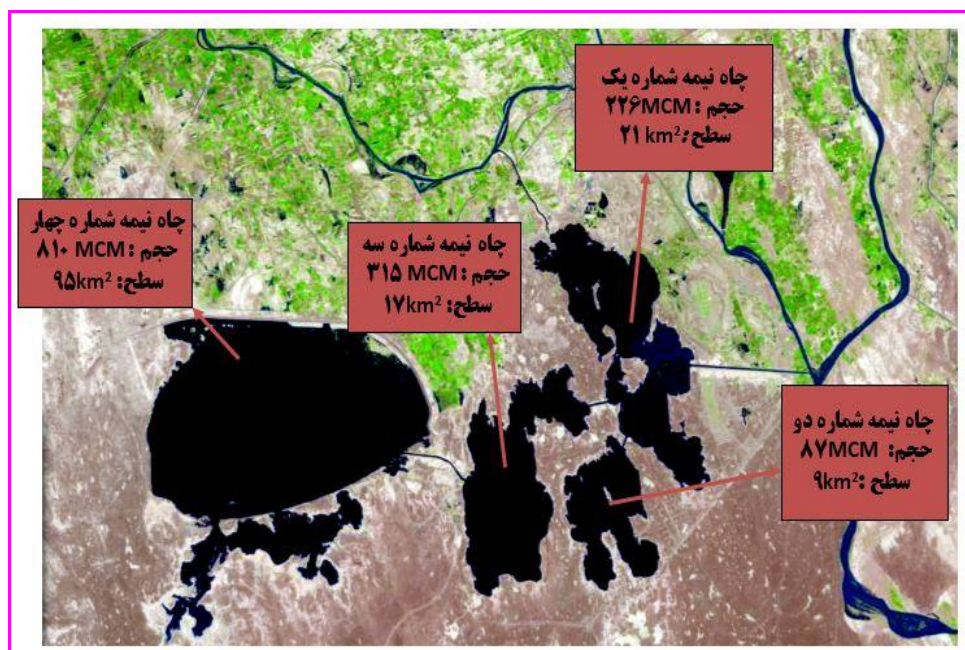 چاه نیمه شماره یک
حجم : ۲۲۶MCM
سطح: ۲۱ km²
چاه نیمه شماره چهار
حجم : ۸۱۰ MCM
سطح: ۹۵km²
چاه نیمه شماره سه
حجم : ۳۱۵ MCM
سطح: ۱۷km²
چاه نیمه شماره دو
حجم: ۸۷MCM
سطح :۹km²